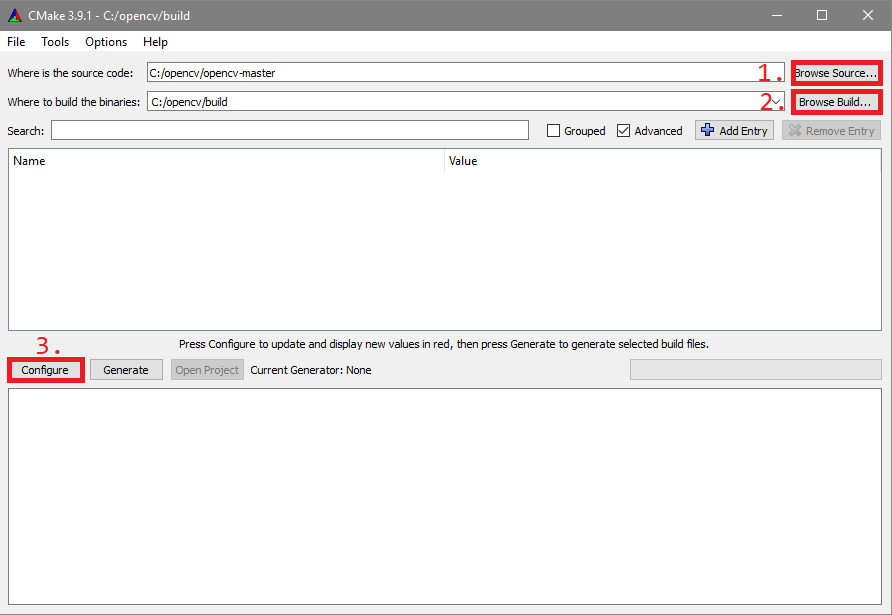 CMake 3.9.1 - C:/opencv/build
File Tools Options Help
Where is the source code: C:/opencv/opencv-master 1. Browse Source...
Where to build the binaries: C:/opencv/build 2. Browse Build...
Search: Grouped Advanced Add Entry Remove Entry
Name Value
Press Configure to update and display new values in red, then press Generate to generate selected build files.
3.
Configure Generate Open Project Current Generator: None